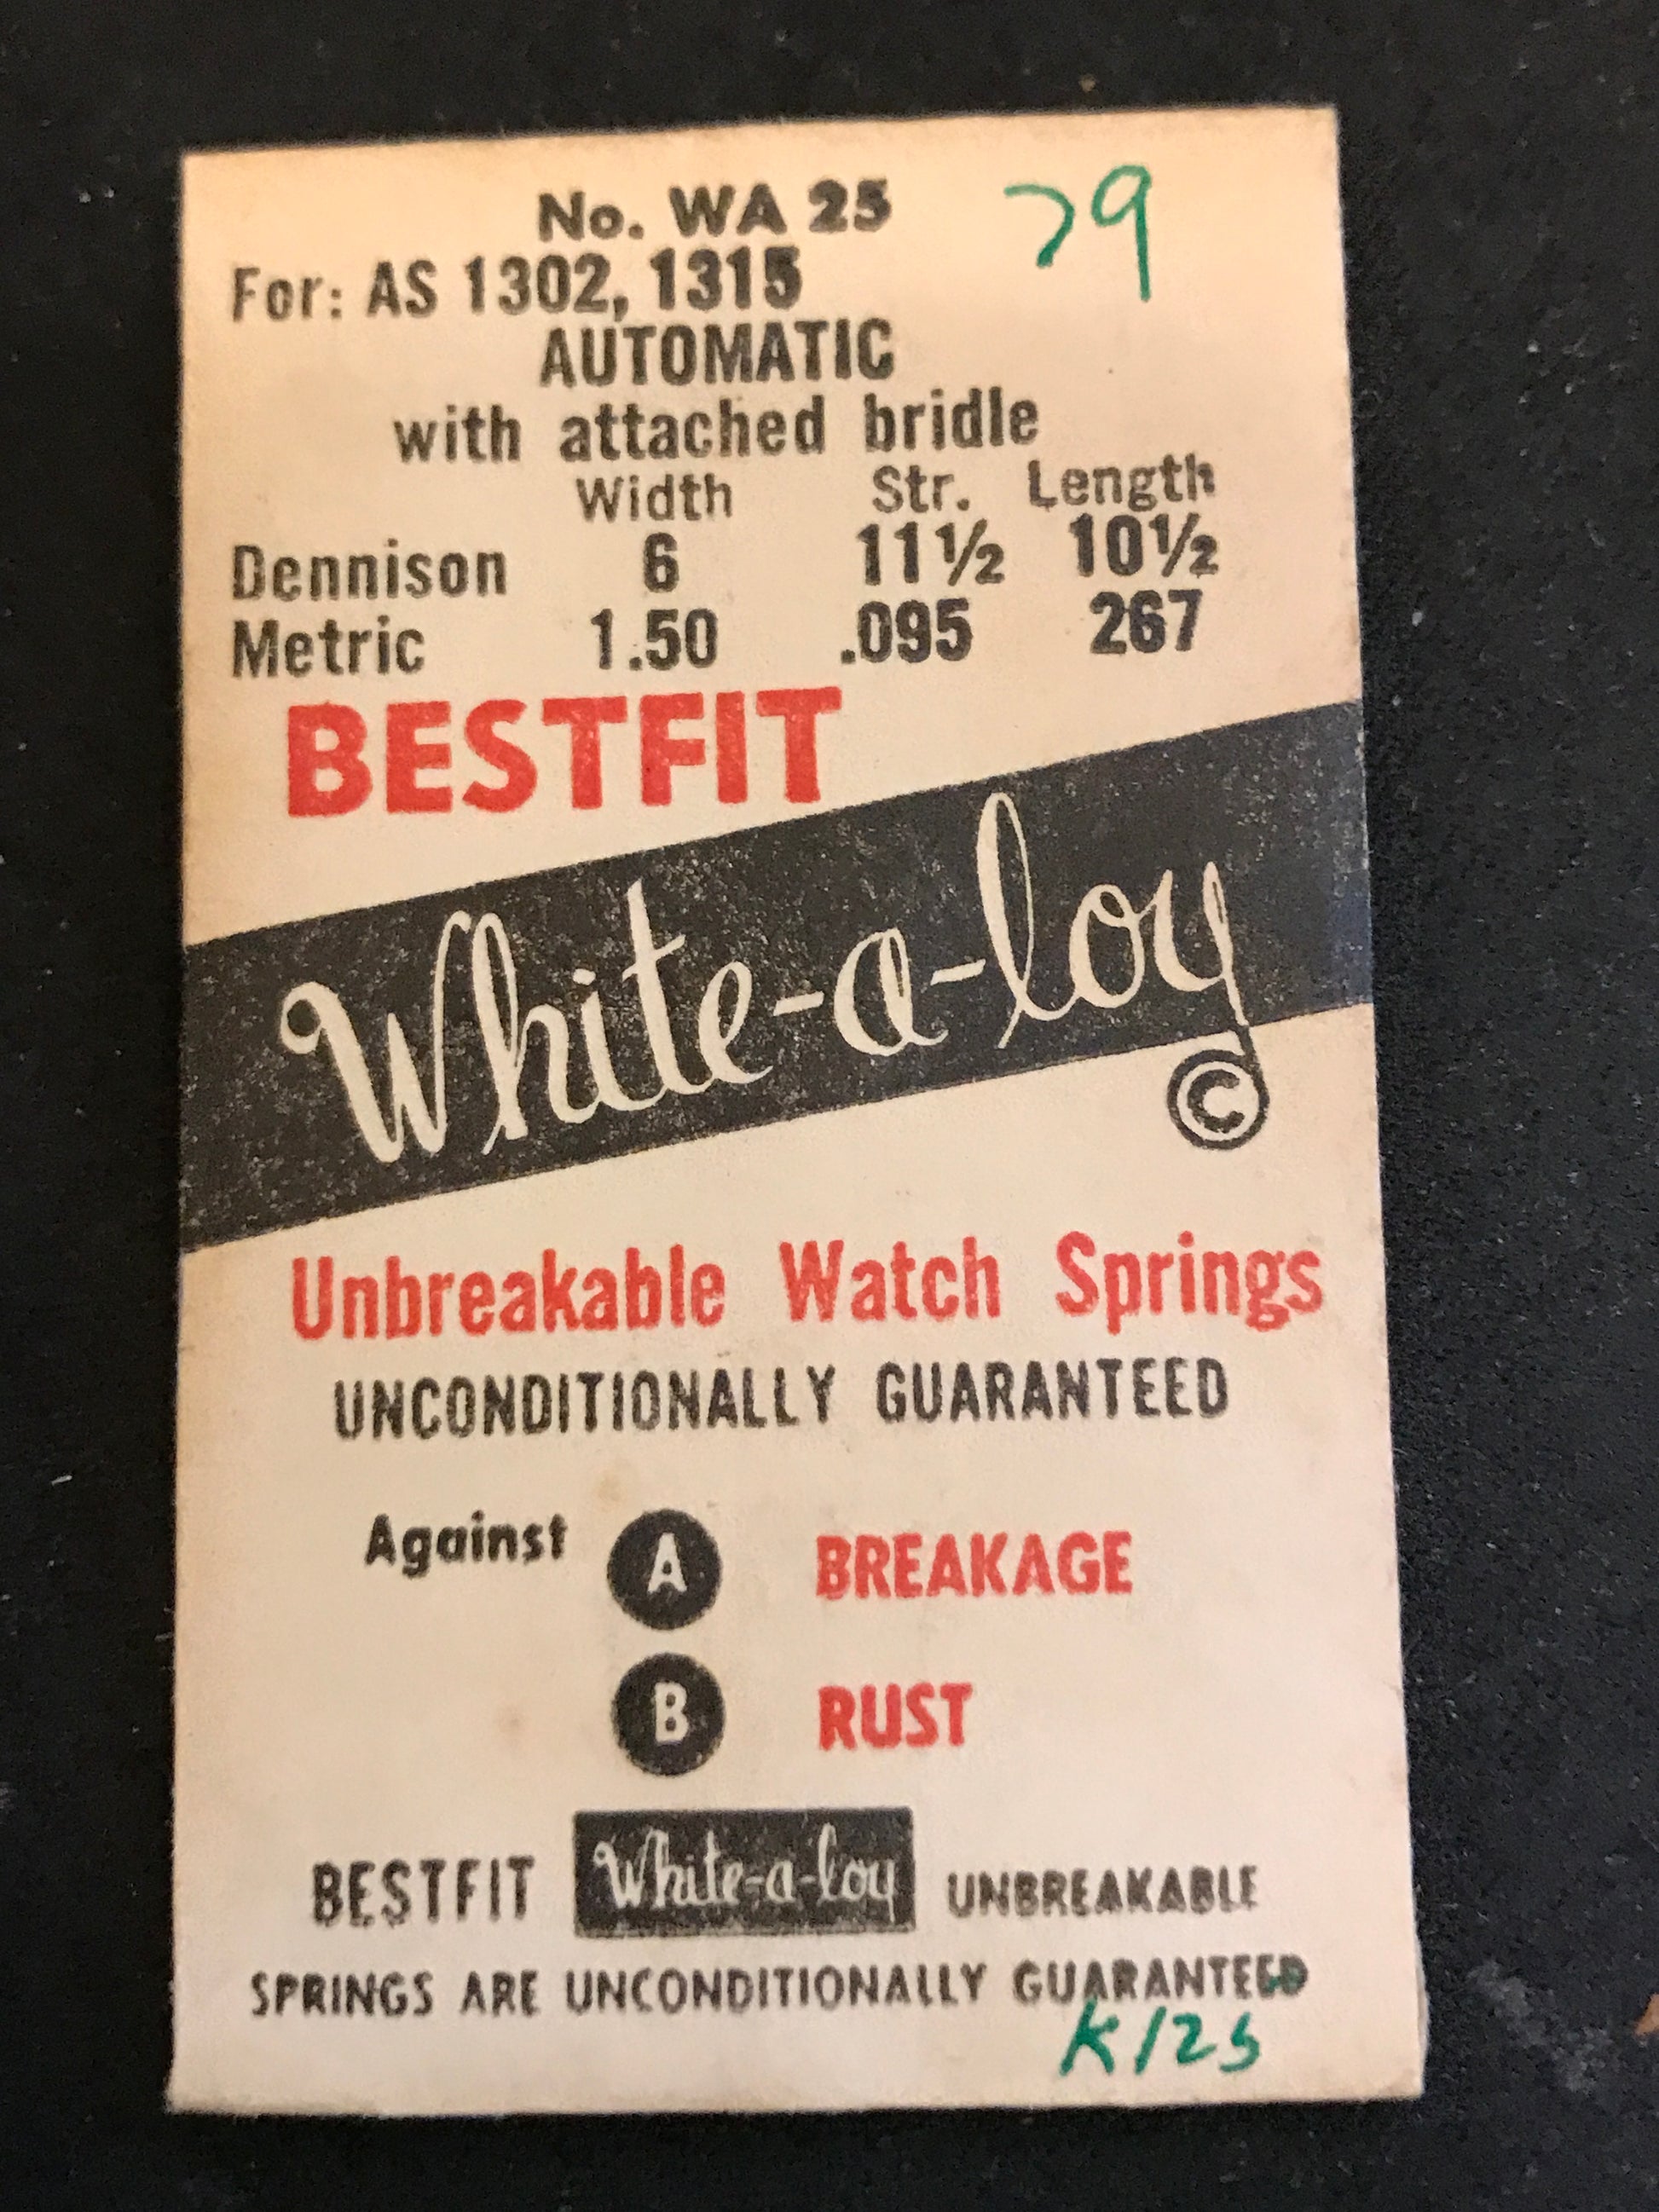 No. WA 25 79
For: AS 1302, 1315
AUTOMATIC
with attached bridle
Width Str. Length
Dennison 6 11½ 10½
Metric 1.50 .095 267
BESTFIT
White-a-loy
©
Unbreakable Watch Springs
UNCONDITIONALLY GUARANTEED
Against A BREAKAGE
B RUST
BESTFIT White-a-loy UNBREAKABLE
SPRINGS ARE UNCONDITIONALLY GUARANTEED
K125